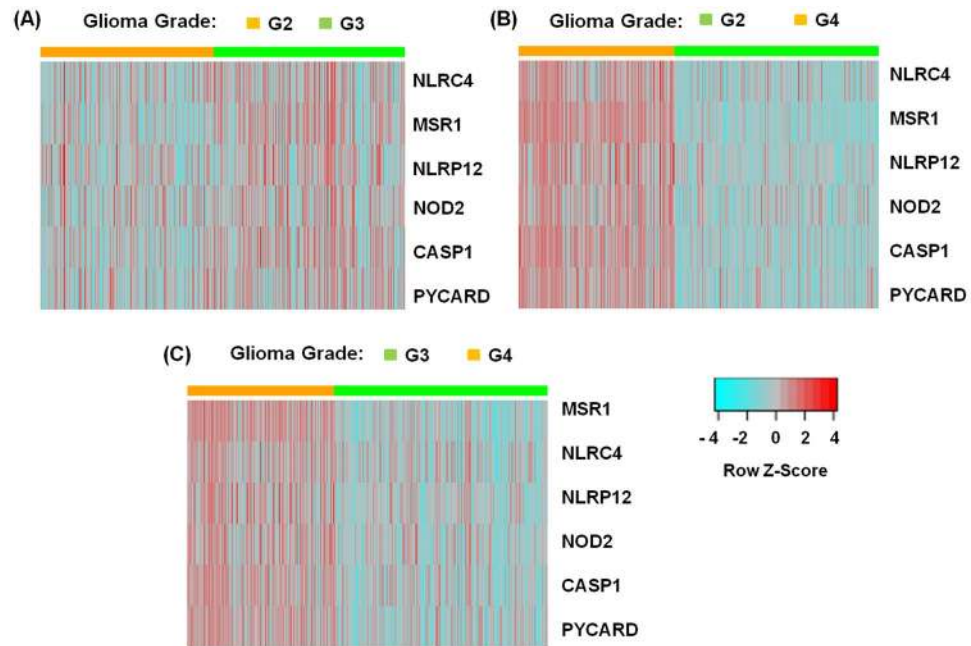 (A) Glioma Grade: G2 G3
NLRC4
MSR1
NLRP12
NOD2
CASP1
PYCARD
(B) Glioma Grade: G2 G4
NLRC4
MSR1
NLRP12
NOD2
CASP1
PYCARD
(C) Glioma Grade: G3 G4
MSR1
NLRC4
NLRP12
NOD2
CASP1
PYCARD
- 4 -2 0 2 4
Row Z-Score